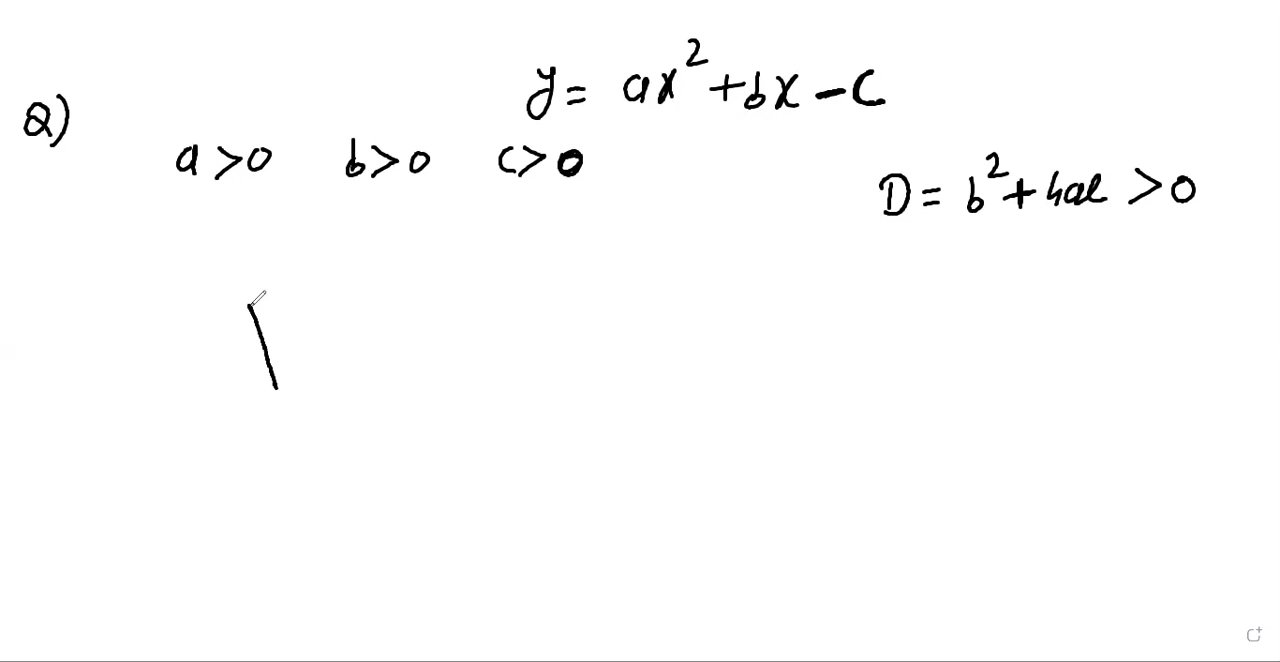 y = ax² + bx - c
Q)
a > 0 b > 0 c > 0
D = b² + 4ac > 0